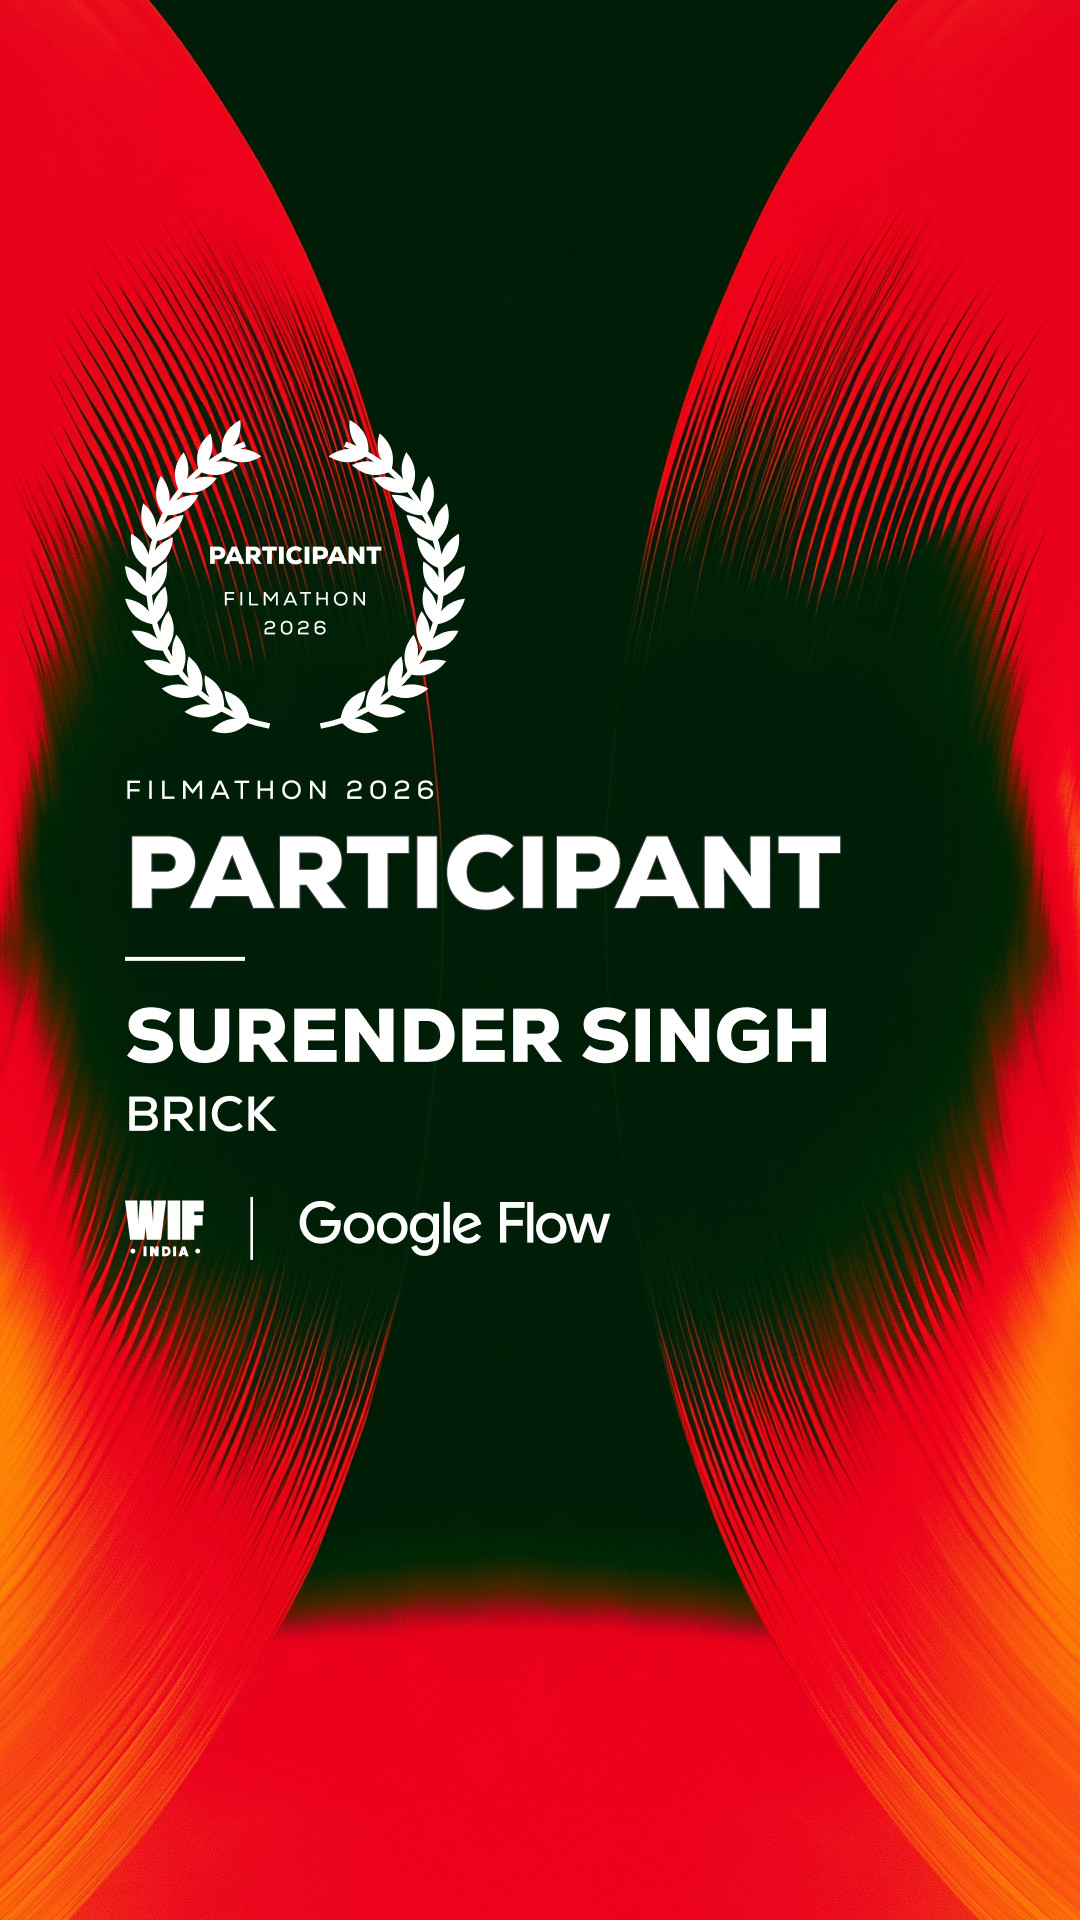 PARTICIPANT
FILMATHON
2026
FILMATHON 2026
PARTICIPANT
SURENDER SINGH
BRICK
WIF
• INDIA •
Google Flow